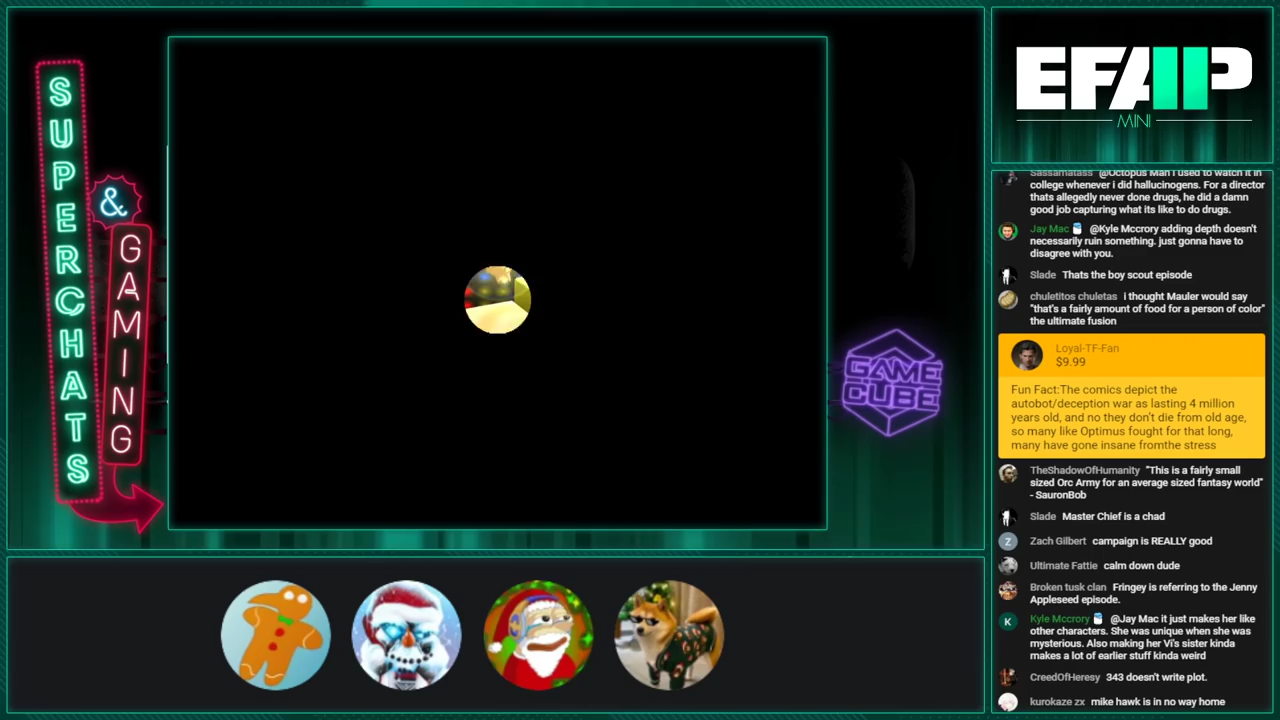 SUPERCHATS
&
GAMING
GAME
CUBE
EFAP
MINI
Sassamatass @Octopus Man I used to watch it in
college whenever i did hallucinogens. For a director
thats allegedly never done drugs, he did a damn
good job capturing what its like to do drugs.
Jay Mac @Kyle Mccrory adding depth doesn't
necessarily ruin something. just gonna have to
disagree with you.
Slade Thats the boy scout episode
chuletitos chuletas i thought Mauler would say
"that's a fairly amount of food for a person of color"
the ultimate fusion
Loyal-TF-Fan
$9.99
Fun Fact:The comics depict the
autobot/deception war as lasting 4 million
years old, and no they don't die from old age,
so many like Optimus fought for that long,
many have gone insane fromthe stress
TheShadowOfHumanity "This is a fairly small
sized Orc Army for an average sized fantasy world"
- SauronBob
Slade Master Chief is a chad
Z Zach Gilbert campaign is REALLY good
Ultimate Fattie calm down dude
Broken tusk clan Fringey is referring to the Jenny
Appleseed episode.
K Kyle Mccrory @Jay Mac it just makes her like
other characters. She was unique when she was
mysterious. Also making her Vi's sister kinda
makes a lot of earlier stuff kinda weird
CreedOfHeresy 343 doesn't write plot.
kurokaze zx mike hawk is in no way home